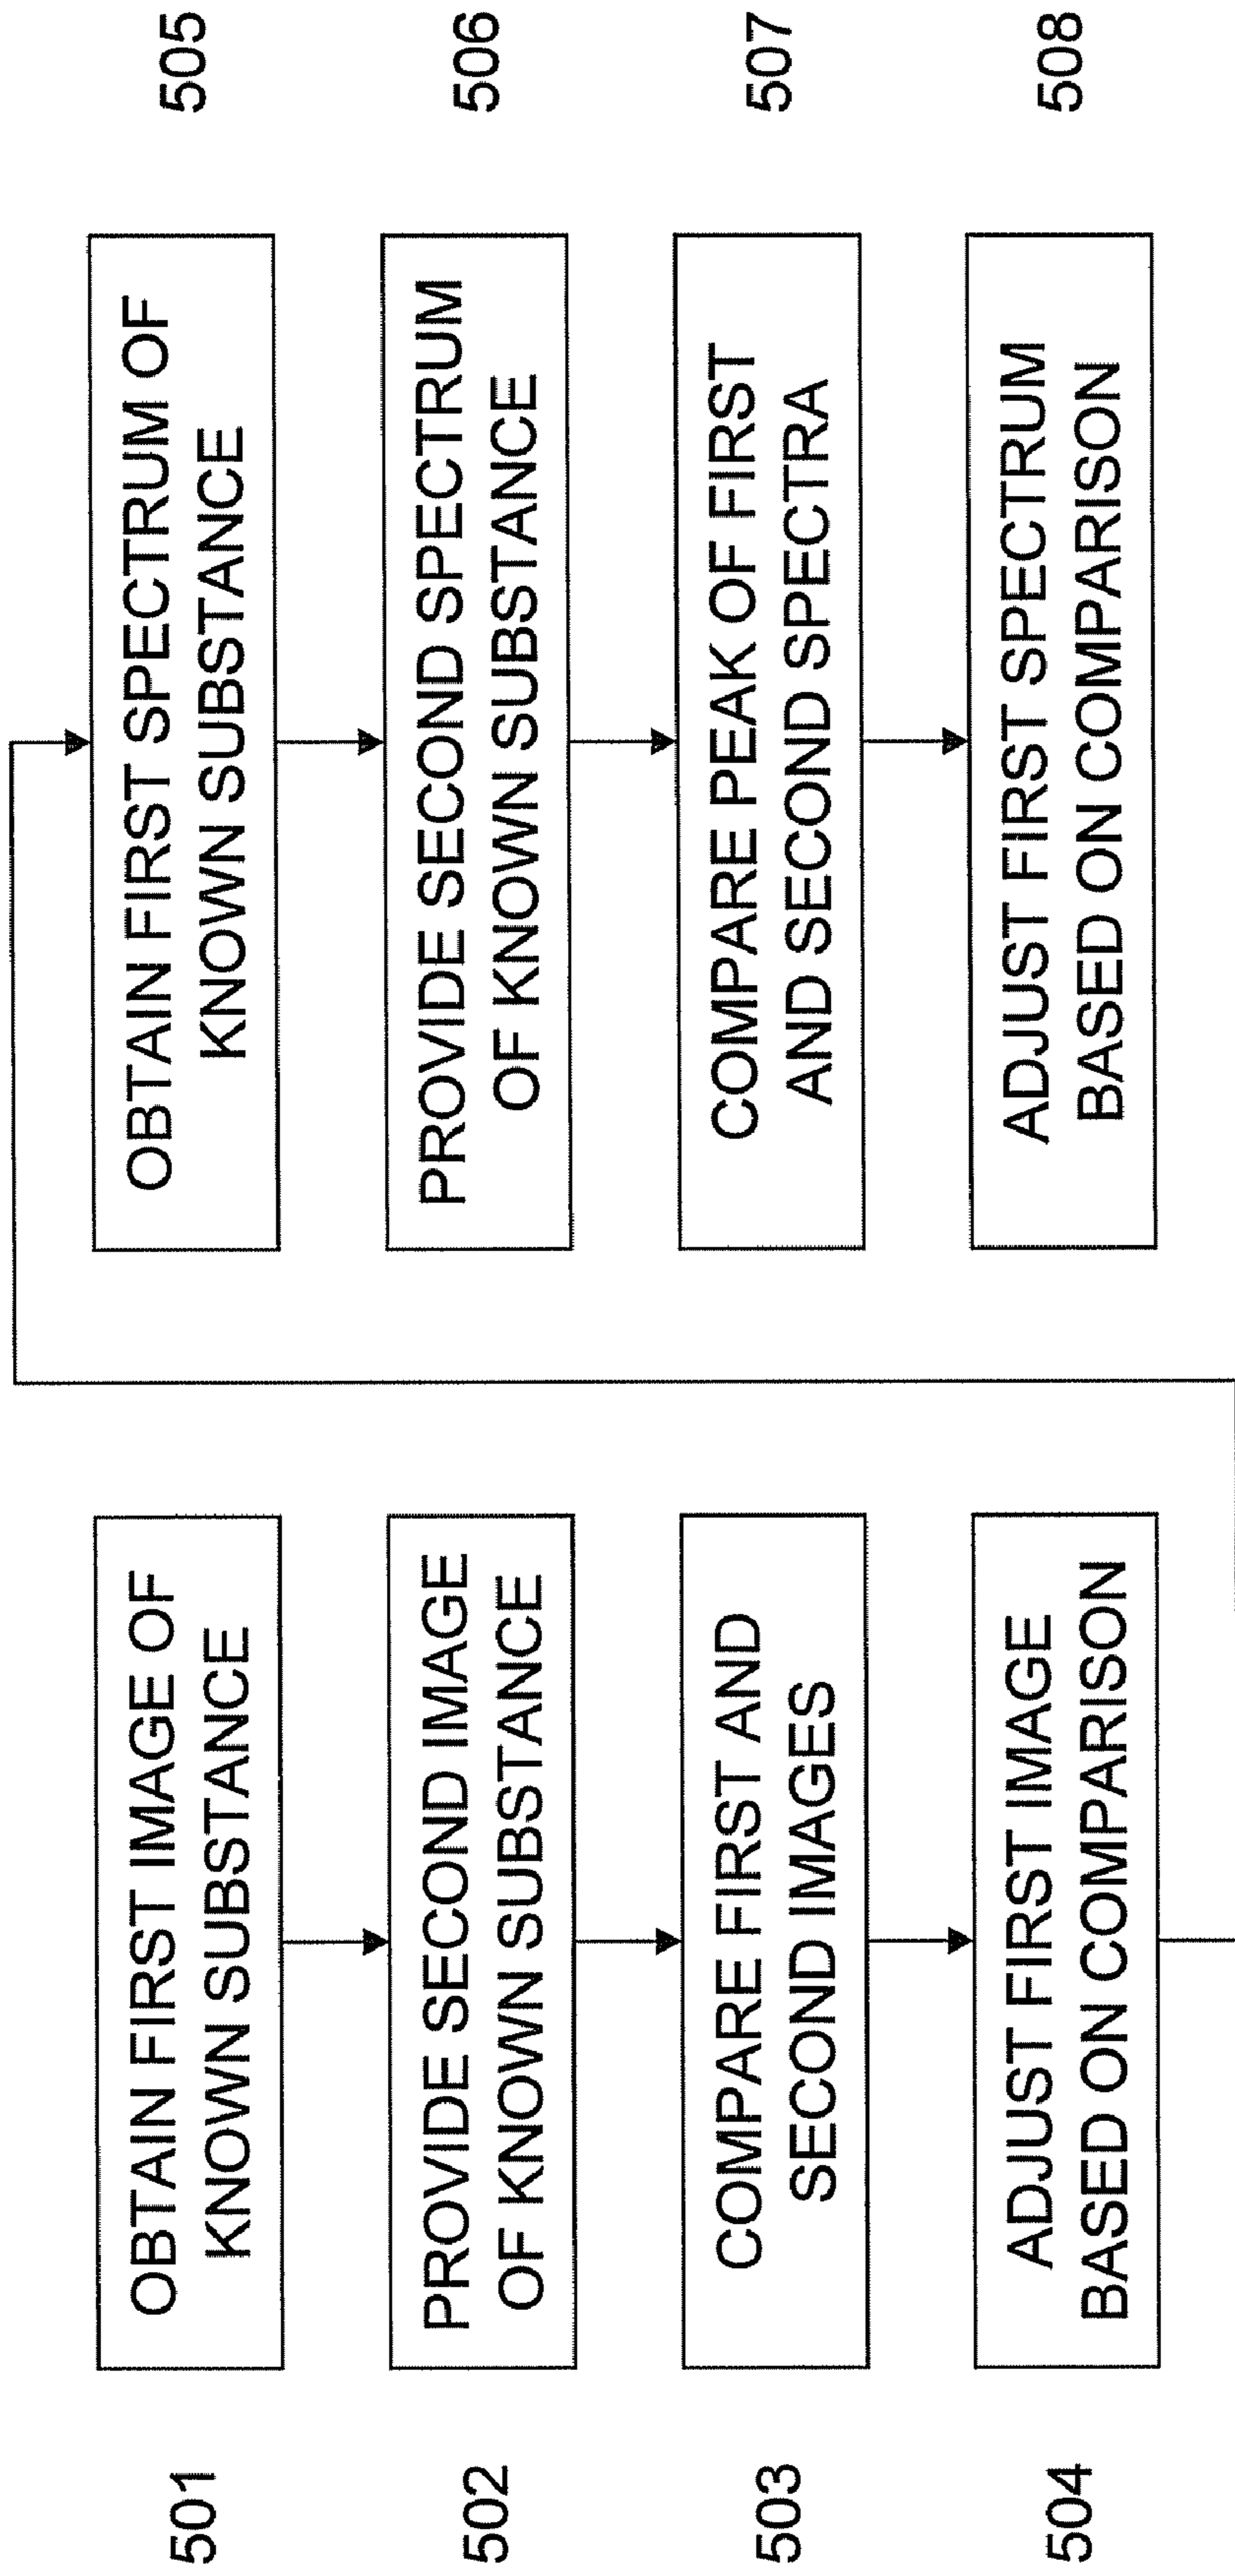 501
OBTAIN FIRST IMAGE OF
KNOWN SUBSTANCE
502
PROVIDE SECOND IMAGE
OF KNOWN SUBSTANCE
503
COMPARE FIRST AND
SECOND IMAGES
504
ADJUST FIRST IMAGE
BASED ON COMPARISON
505
OBTAIN FIRST SPECTRUM OF
KNOWN SUBSTANCE
506
PROVIDE SECOND SPECTRUM
OF KNOWN SUBSTANCE
507
COMPARE PEAK OF FIRST
AND SECOND SPECTRA
508
ADJUST FIRST SPECTRUM
BASED ON COMPARISON